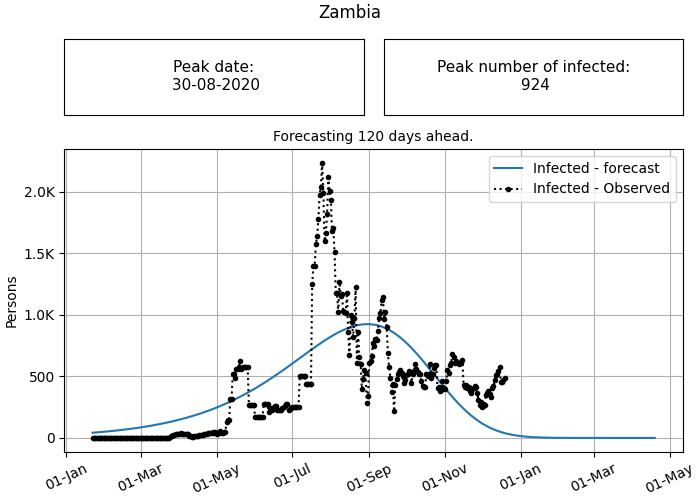 Zambia
Peak date:
30-08-2020
Peak number of infected:
924
Forecasting 120 days ahead.
Infected - forecast
Infected - Observed
2.0K
1.5K
1.0K
500
0
Persons
01-Jan
01-Mar
01-May
01-Jul
01-Sep
01-Nov
01-Jan
01-Mar
01-May